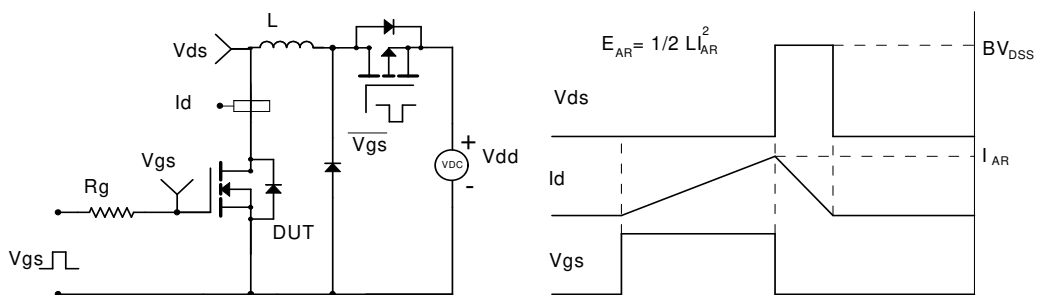 L
Vds
Id
Vgs
Vgs
Rg
DUT
Vgs
VDC
+
-
Vdd
E_AR= 1/2 LI_AR^2
Vds
BV_DSS
Id
I_AR
Vgs